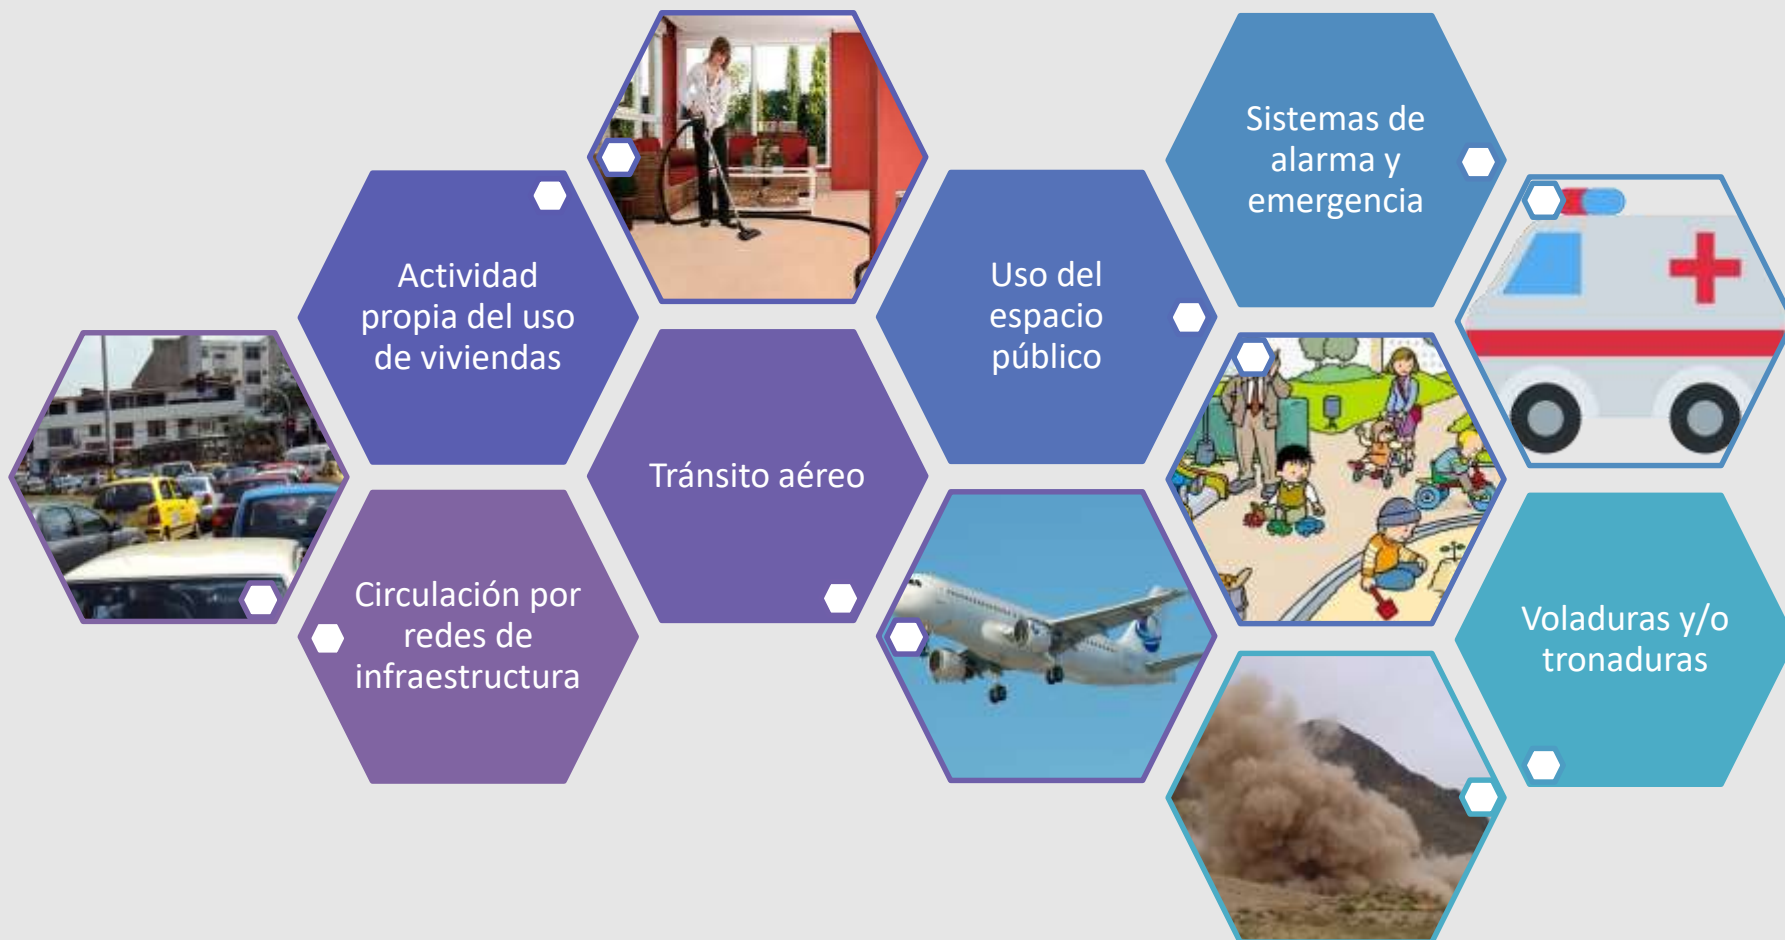 Actividad
propia del uso
de viviendas
Circulación por
redes de
infraestructura
Tránsito aéreo
Uso del
espacio
público
Sistemas de
alarma y
emergencia
Voladuras y/o
tronaduras